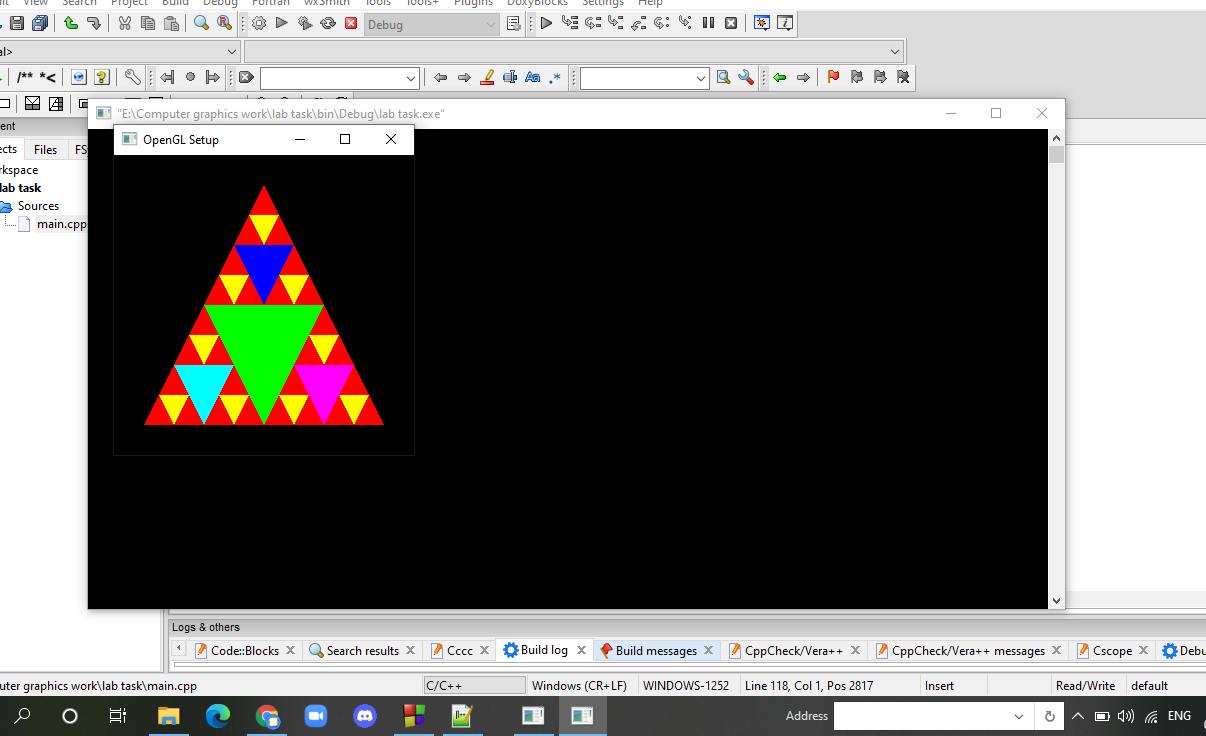 View Search Project Build Debug Fortran wxSmith Tools Tools+ Plugins DoxyBlocks Settings Help
Debug
al>
/** *<
Aa .*
"E:\Computer graphics work\lab task\bin\Debug\lab task.exe"
OpenGL Setup
ent
ects Files FS
rkspace
lab task
Sources
main.cpp
Logs & others
Code::Blocks Search results Cccc Build log Build messages CppCheck/Vera++ CppCheck/Vera++ messages Cscope Debu
uter graphics work\lab task\main.cpp C/C++ Windows (CR+LF) WINDOWS-1252 Line 118, Col 1, Pos 2817 Insert Read/Write default
Address ENG